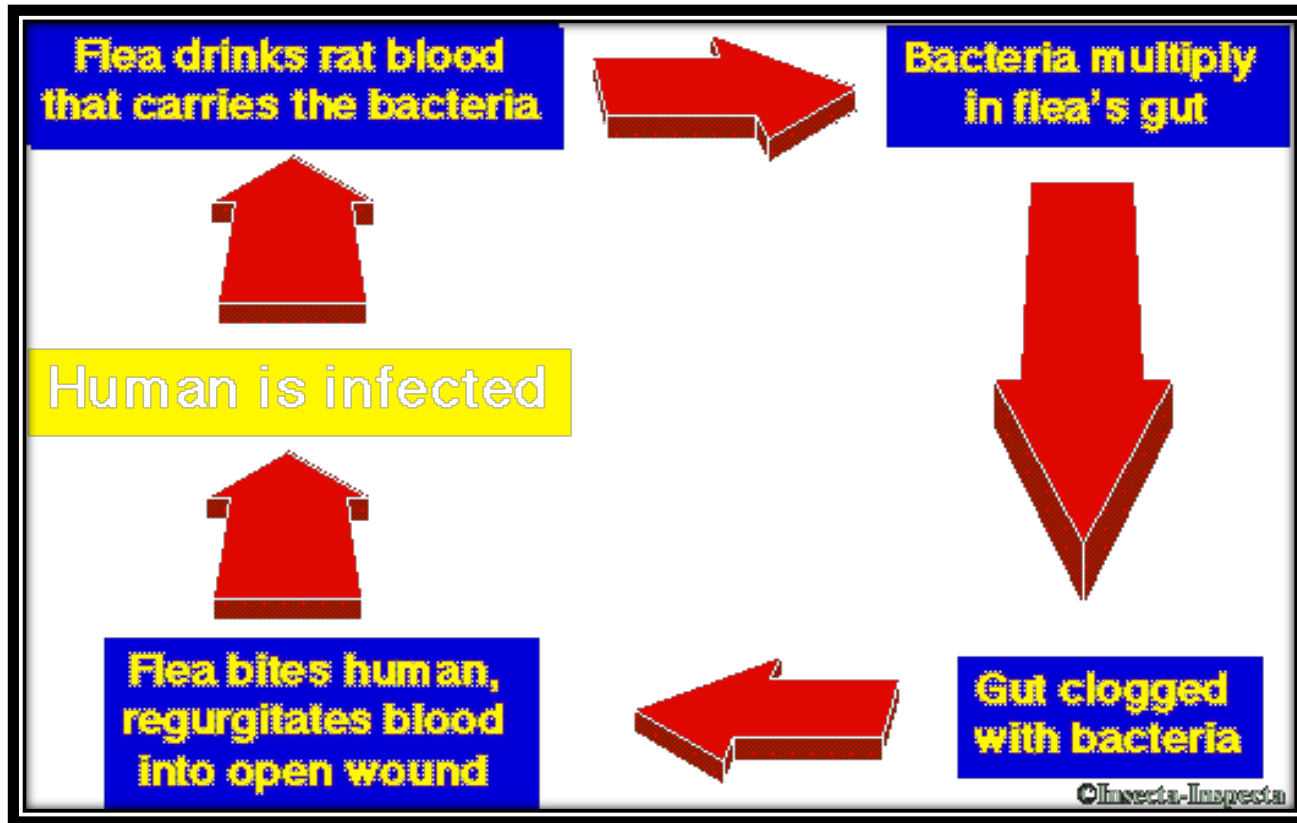 Flea drinks rat blood
that carries the bacteria
Bacteria multiply
in flea's gut
Gut clogged
with bacteria
Flea bites human,
regurgitates blood
into open wound
Human is infected
©Insecta-Inspecta